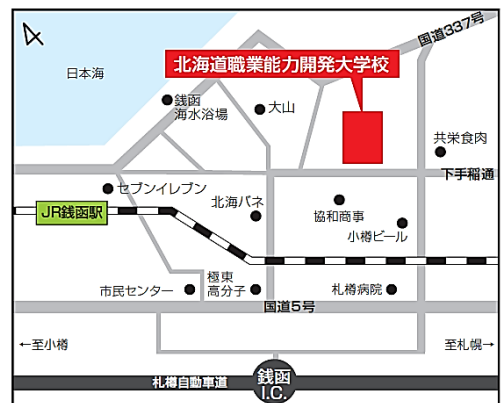 国道337号
日本海
北海道職業能力開発大学校
銭函
海水浴場
大山
共栄食肉
下手稲通
セブンイレブン
JR銭函駅
北海バネ
協和商事
小樽ビール
市民センター
極東
高分子
札樽病院
国道5号
←至小樽
至札幌→
札樽自動車道
銭函
I.C.